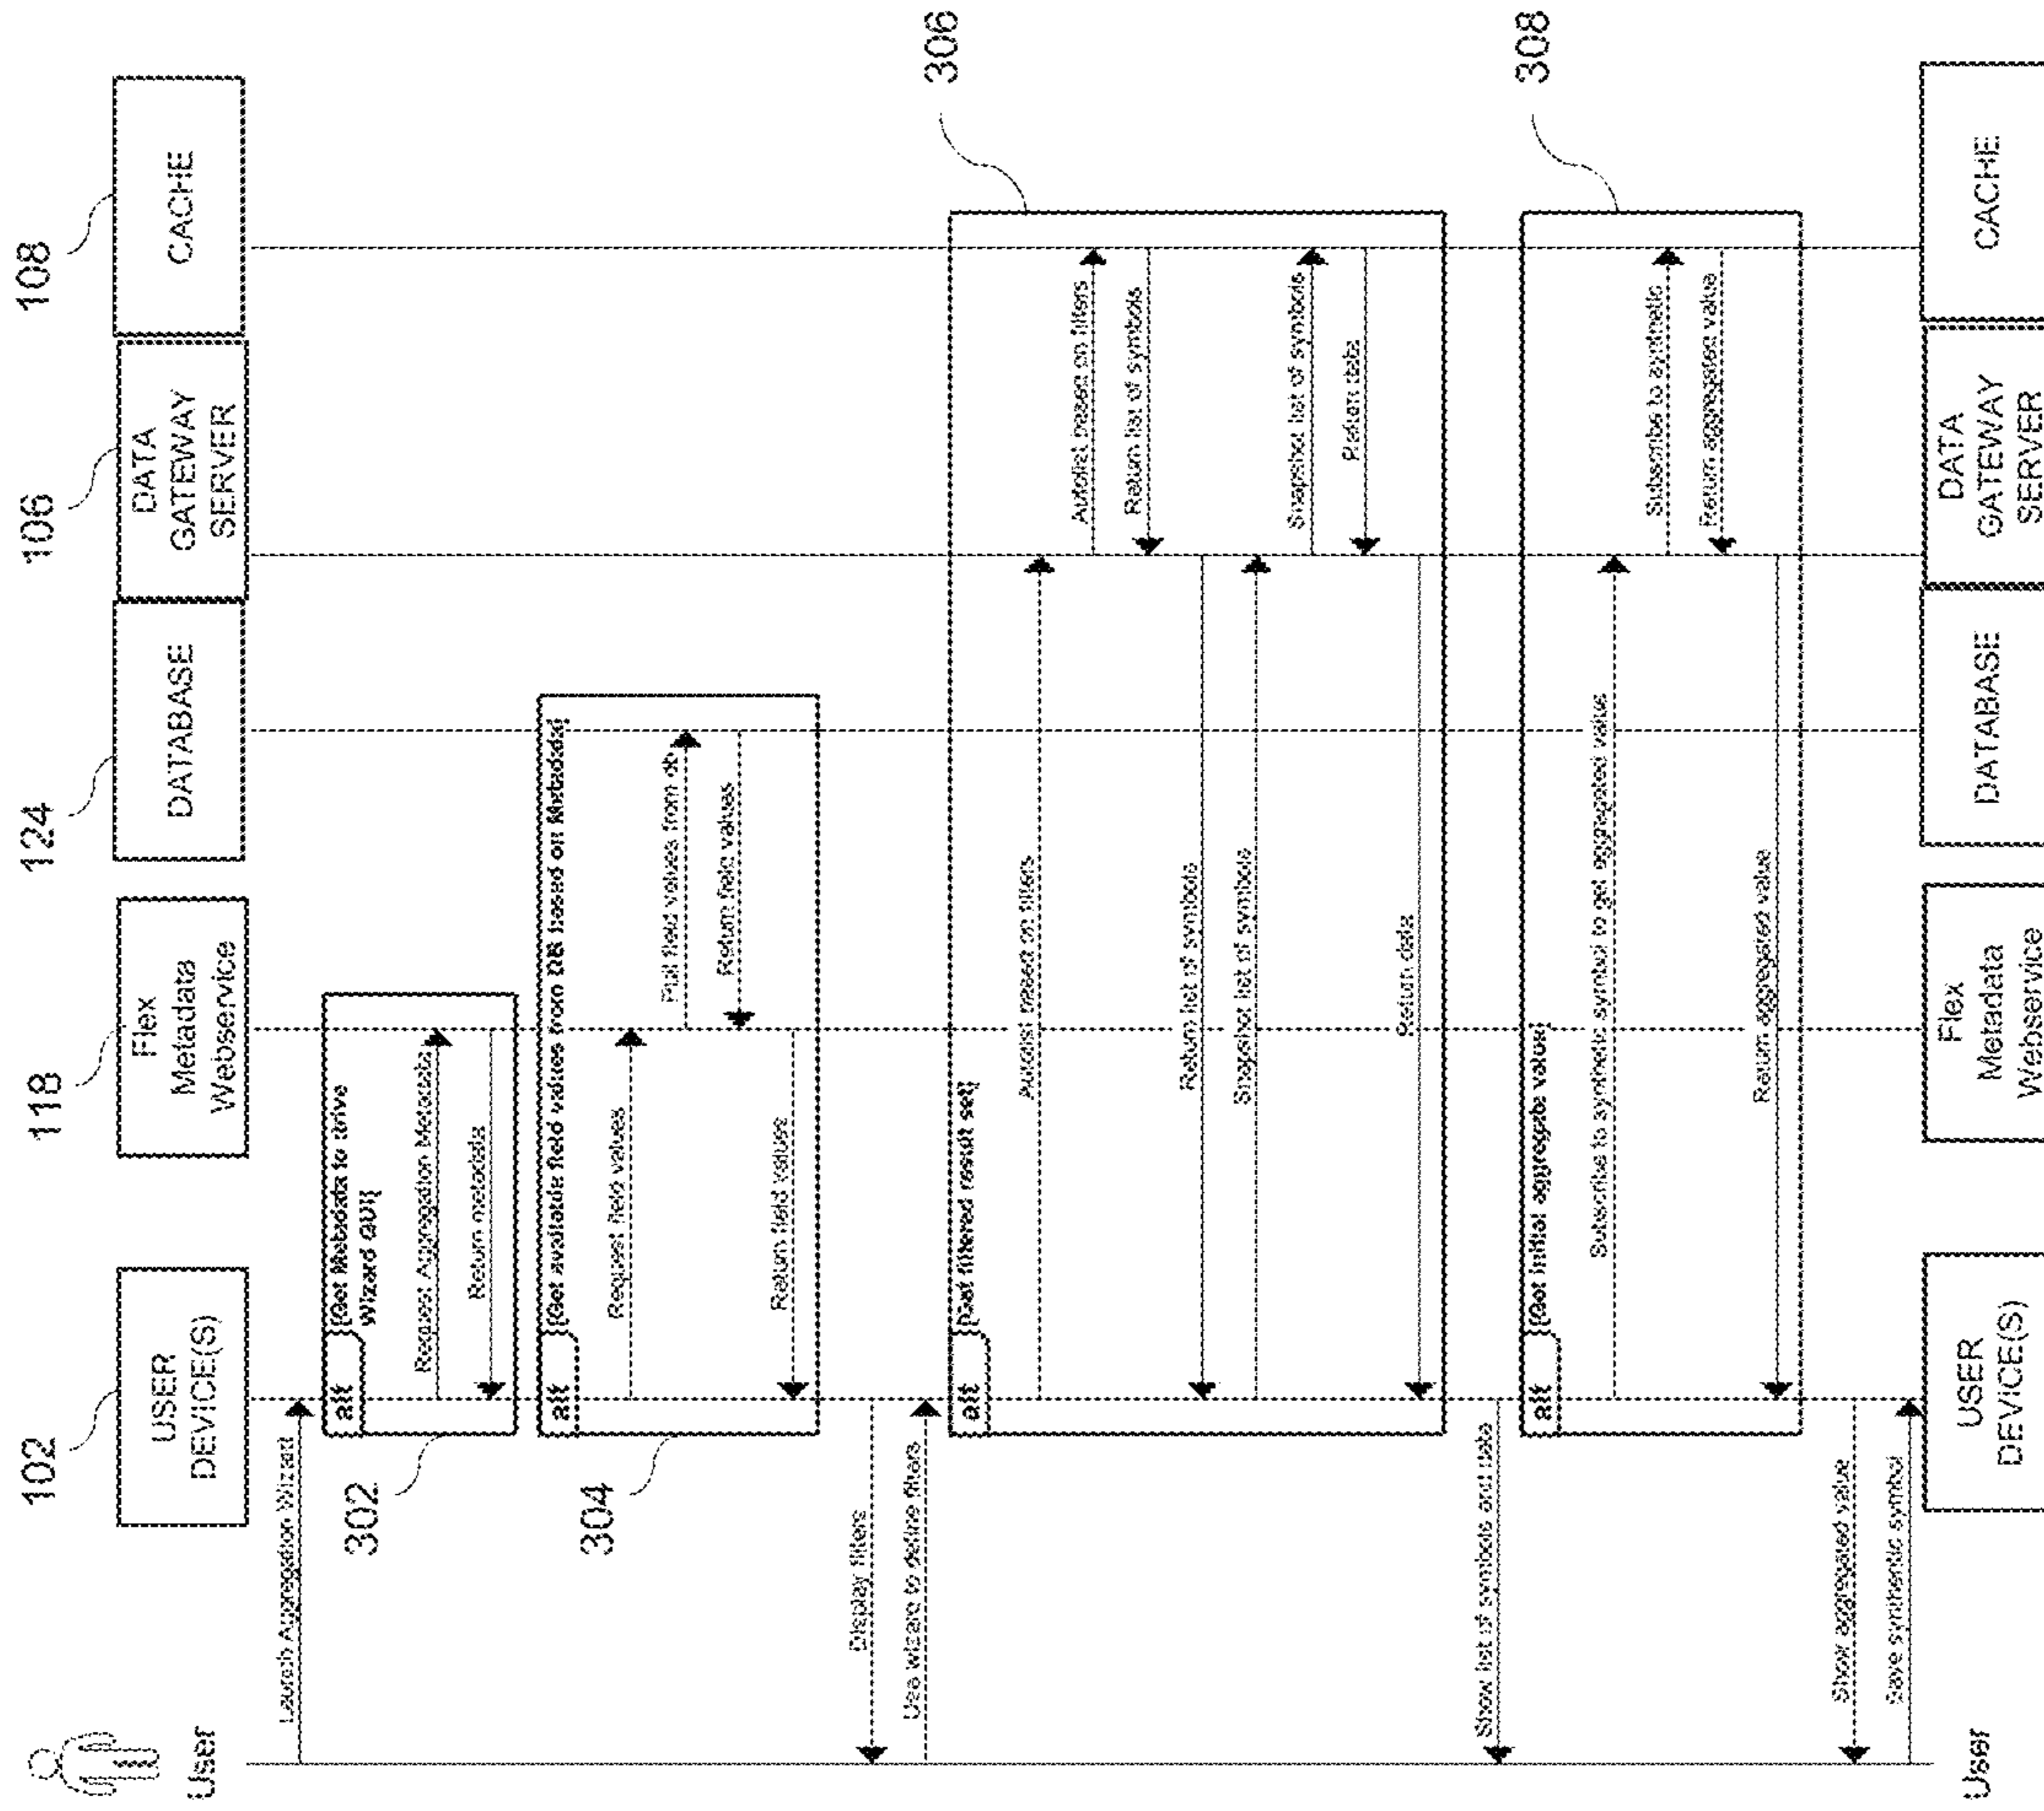 102
118
124
106
108
User
USER
DEVICE(S)
Flex
Metadata
Webservice
DATABASE
DATA
GATEWAY
SERVER
CACHE
Launch Aggregation Wizard
302
alt
[Get Metadata to drive
Wizard GUI]
Request Aggregation Metadata
Return metadata
304
alt
[Get available field values from DB based on Metadata]
Request field values
Pull field values from db
Return field values
Return field values
Display filters
Use wizard to define filters
306
alt
[Get filtered result set]
Autolist based on filters
Autolist based on filters
Return list of symbols
Return list of symbols
Snapshot list of symbols
Snapshot list of symbols
Return data
Return data
Show list of symbols and data
308
alt
[Get initial aggregate value]
Subscribe to synthetic symbol to get aggregated value
Subscribe to synthetic
Return aggregated value
Return aggregated value
Show aggregated value
Save synthetic symbol
User
USER
DEVICE(S)
Flex
Metadata
Webservice
DATABASE
DATA
GATEWAY
SERVER
CACHE